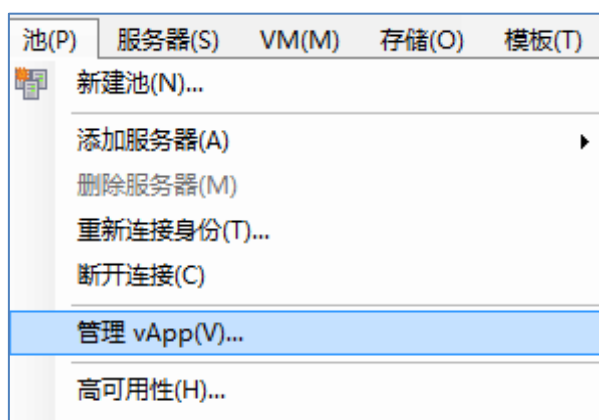 池(P) 服务器(S) VM(M) 存储(O) 模板(T)
新建池(N)...
添加服务器(A)
删除服务器(M)
重新连接身份(T)...
断开连接(C)
管理 vApp(V)...
高可用性(H)...